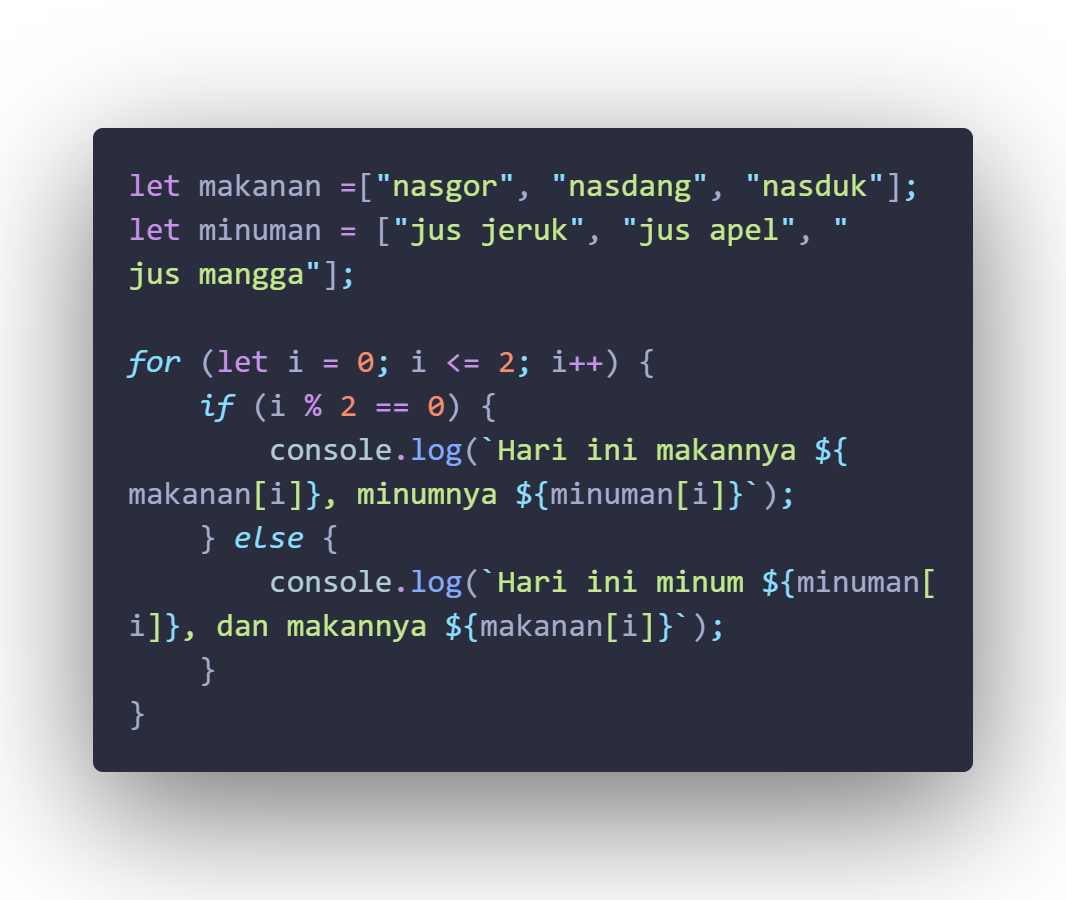 let makanan =["nasgor", "nasdang", "nasduk"];
let minuman = ["jus jeruk", "jus apel", "
jus mangga"];
for (let i = 0; i <= 2; i++) {
    if (i % 2 == 0) {
        console.log(`Hari ini makannya ${
makanan[i]}, minumnya ${minuman[i]}`);
    } else {
        console.log(`Hari ini minum ${minuman[
i]}, dan makannya ${makanan[i]}`);
    }
}